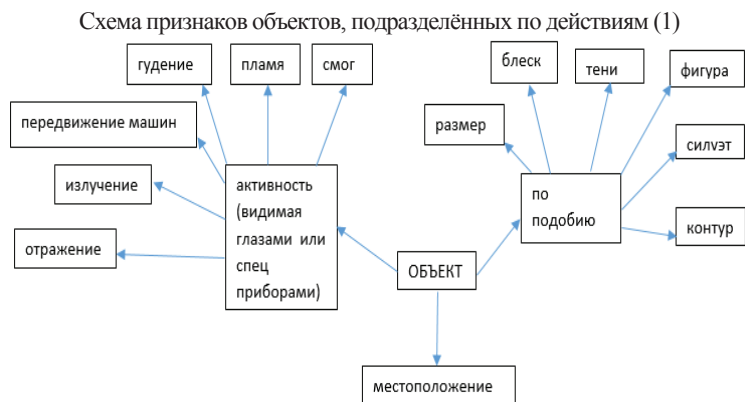 Схема признаков объектов, подразделённых по действиям (1)
гудение
пламя
смог
блеск
тени
фигура
передвижение машин
размер
силуэт
излучение
активность
(видимая
глазами или
спец
приборами)
по
подобию
контур
отражение
ОБЪЕКТ
местоположение